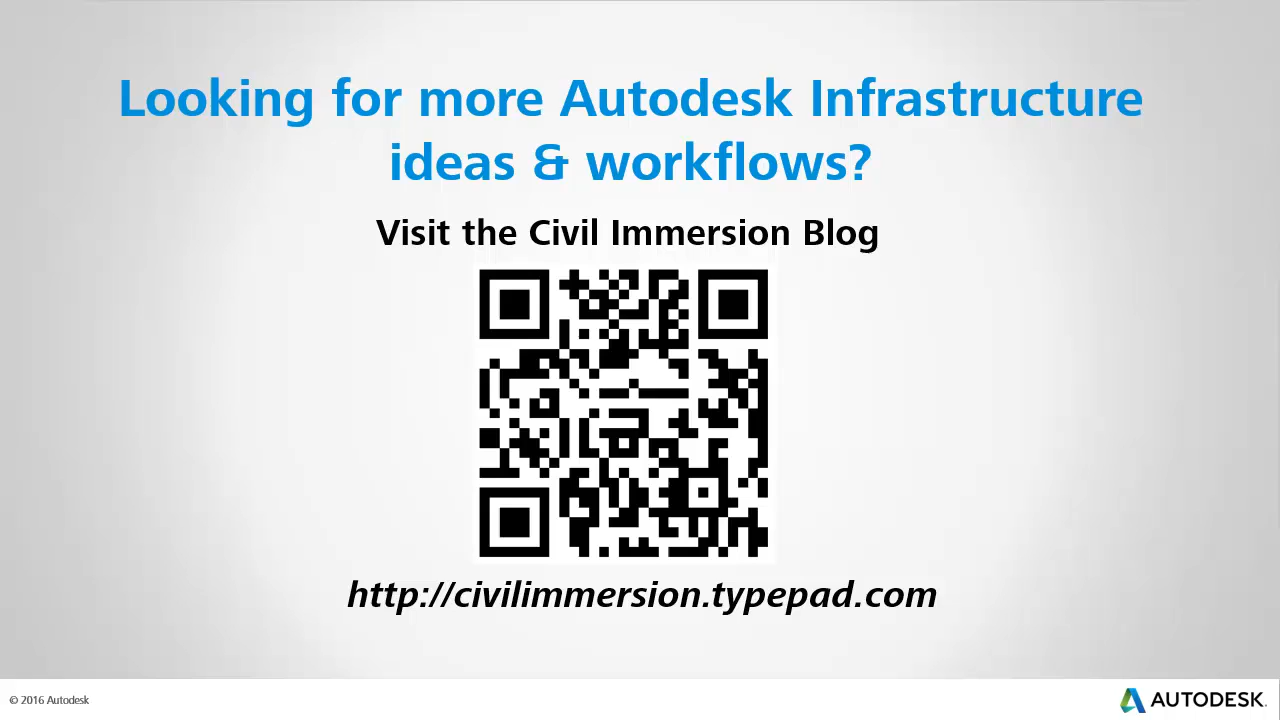 Looking for more Autodesk Infrastructure
ideas & workflows?
Visit the Civil Immersion Blog
http://civilimmersion.typepad.com
© 2016 Autodesk
AUTODESK.